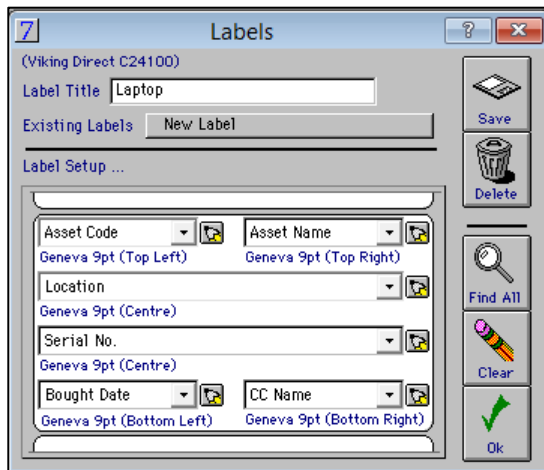 7 Labels ?
(Viking Direct C24100)
Label Title Laptop
Existing Labels New Label
Save
Label Setup ...
Delete
Asset Code Asset Name
Geneva 9pt (Top Left) Geneva 9pt (Top Right)
Location
Find All
Geneva 9pt (Centre)
Serial No.
Geneva 9pt (Centre)
Clear
Bought Date CC Name
Geneva 9pt (Bottom Left) Geneva 9pt (Bottom Right)
Ok